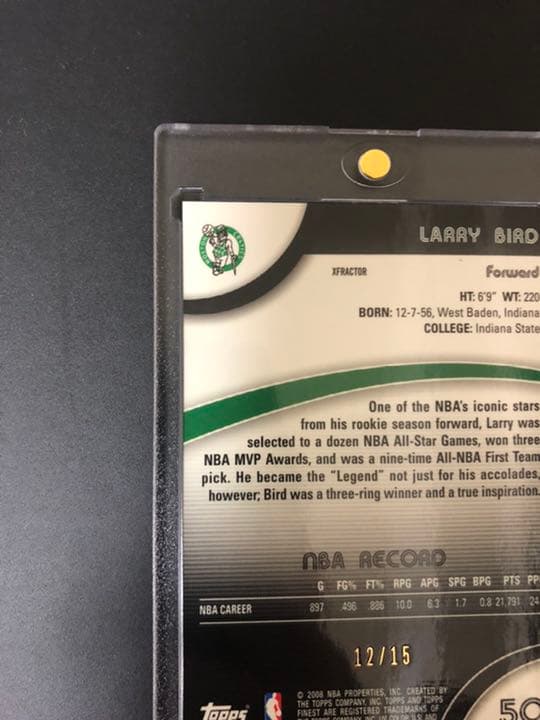 LARRY BIRD
XFRACTOR
Forward
HT: 6'9" WT: 220
BORN: 12-7-56, West Baden, Indiana
COLLEGE: Indiana State
One of the NBA's iconic stars
from his rookie season forward, Larry was
selected to a dozen NBA All-Star Games, won three
NBA MVP Awards, and was a nine-time All-NBA First Team
pick. He became the "Legend" not just for his accolades,
however; Bird was a three-ring winner and a true inspiration.
NBA RECORD
G FG% FT% RPG APG SPG BPG PTS PP
NBA CAREER 897 .496 .886 10.0 6.3 1.7 0.8 21,791 24
12/15
© 2008 NBA PROPERTIES, INC. CREATED BY
THE TOPPS COMPANY, INC. TOPPS AND TOPPS
FINEST ARE REGISTERED TRADEMARKS OF
Topps
50